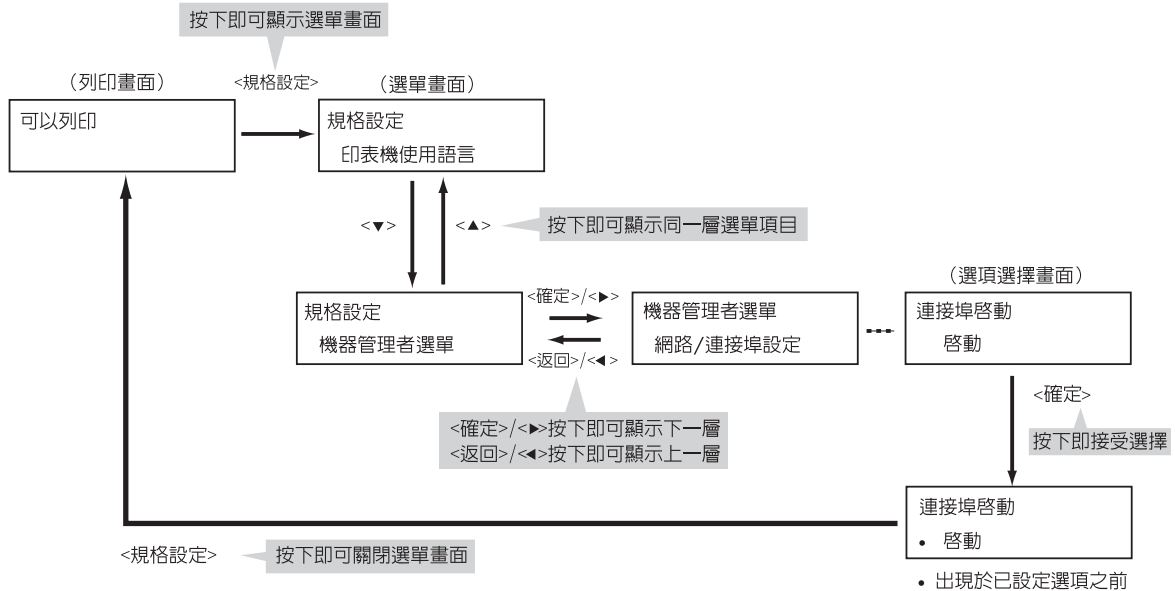 按下即可顯示選單畫面
（列印畫面）
<規格設定>
（選單畫面）
可以列印
規格設定
印表機使用語言
<▼>
<▲>
按下即可顯示同一層選單項目
（選項選擇畫面）
規格設定
機器管理者選單
<確定>/<▶>
<返回>/<◀>
機器管理者選單
網路/連接埠設定
連接埠啓動
啓動
<確定>/<▶>按下即可顯示下一層
<返回>/<◀>按下即可顯示上一層
<確定>
按下即接受選擇
連接埠啓動
• 啓動
<規格設定>
按下即可關閉選單畫面
• 出現於已設定選項之前